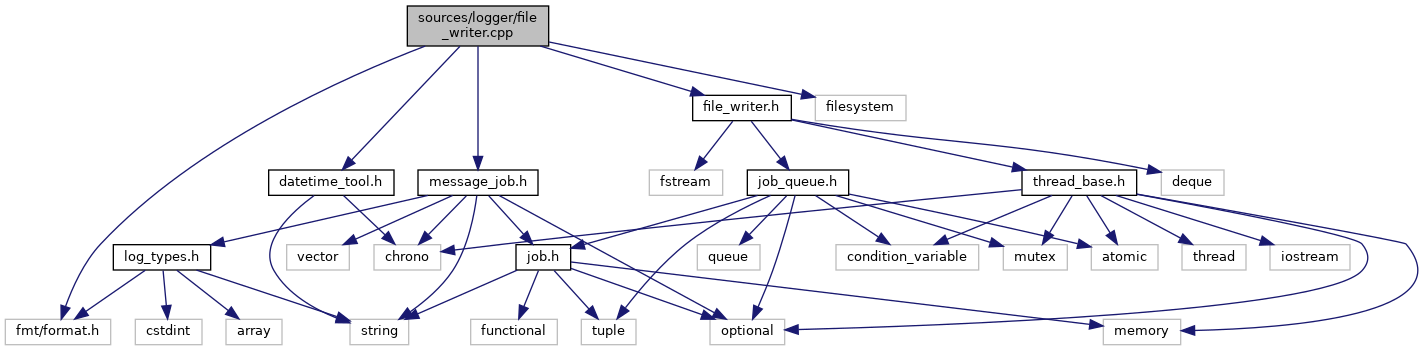 sources/logger/file
_writer.cpp
file_writer.h
filesystem
datetime_tool.h
message_job.h
fstream
job_queue.h
thread_base.h
deque
log_types.h
vector
chrono
job.h
queue
condition_variable
mutex
atomic
thread
iostream
fmt/format.h
cstdint
array
string
functional
tuple
optional
memory